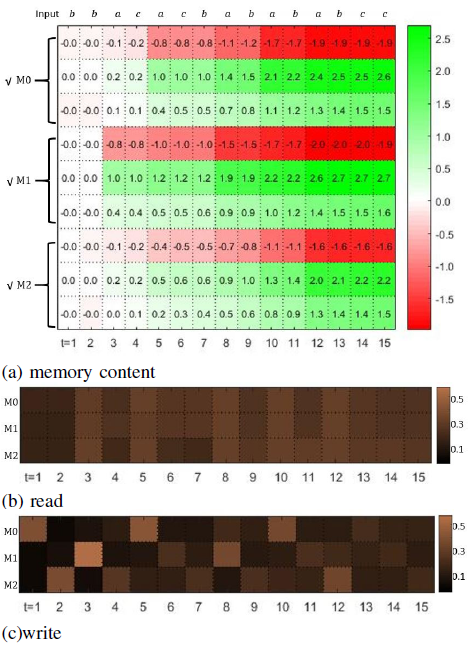 Input b b a c a c b a b a c a b c c
-0.0 -0.0 -0.1 -0.2 -0.8 -0.8 -0.8 -1.1 -1.2 -1.7 -1.7 -1.9 -1.9 -1.9 -1.9
√ M0 0.0 0.0 0.2 0.2 1.0 1.0 1.0 1.4 1.5 2.1 2.2 2.4 2.5 2.5 2.6
-0.0 -0.0 0.1 0.1 0.4 0.5 0.5 0.7 0.8 1.1 1.2 1.3 1.4 1.5 1.5
-0.0 -0.0 -0.8 -0.8 -1.0 -1.0 -1.0 -1.5 -1.5 -1.7 -1.7 -2.0 -2.0 -2.0 -1.9
√ M1 0.0 0.0 1.0 1.0 1.2 1.2 1.2 1.9 1.9 2.2 2.2 2.6 2.7 2.7 2.7
-0.0 0.0 0.4 0.4 0.5 0.5 0.6 0.9 0.9 1.0 1.2 1.4 1.5 1.5 1.6
-0.0 -0.0 -0.1 -0.2 -0.4 -0.5 -0.5 -0.7 -0.8 -1.1 -1.1 -1.6 -1.6 -1.6 -1.6
√ M2 0.0 0.0 0.2 0.2 0.5 0.6 0.6 0.9 1.0 1.3 1.4 2.0 2.1 2.2 2.2
-0.0 -0.0 0.0 0.1 0.2 0.3 0.3 0.5 0.6 0.8 0.9 1.2 1.3 1.4 1.5
t=1 2 3 4 5 6 7 8 9 10 11 12 13 14 15
2.5
2.0
1.5
1.0
0.5
0.0
-0.5
-1.0
-1.5
(a) memory content
M0
M1
M2
t=1 2 3 4 5 6 7 8 9 10 11 12 13 14 15
0.5
0.3
0.1
(b) read
M0
M1
M2
t=1 2 3 4 5 6 7 8 9 10 11 12 13 14 15
0.5
0.3
0.1
(c)write